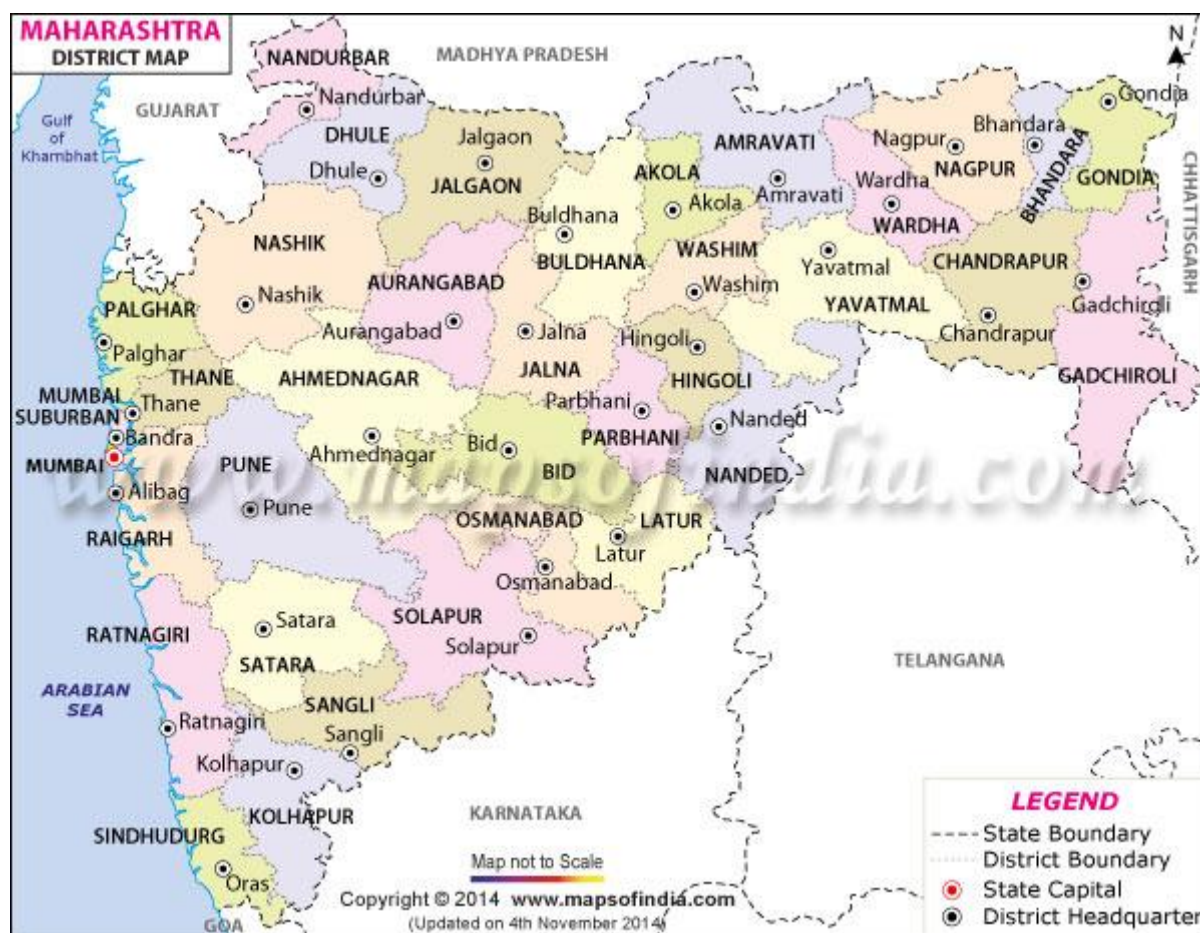 MAHARASHTRA
DISTRICT MAP
N
MADHYA PRADESH
GUJARAT
Gulf
of
Khambhat
CHHATTISGARH
NANDURBAR
Nandurbar
DHULE
Dhule
Jalgaon
JALGAON
AMRAVATI
Amravati
AKOLA
Akola
Nagpur
NAGPUR
Bhandara
BHANDARA
Gondia
GONDIA
Wardha
WARDHA
Buldhana
BULDHANA
NASHIK
Nashik
AURANGABAD
Aurangabad
WASHIM
Washim
Yavatmal
YAVATMAL
CHANDRAPUR
Chandrapur
Gadchiroli
GADCHIROLI
PALGHAR
Palghar
Jalna
JALNA
Hingoli
HINGOLI
THANE
Thane
MUMBAI
SUBURBAN
Bandra
MUMBAI
AHMEDNAGAR
Ahmednagar
Parbhani
PARBHANI
Nanded
NANDED
Bid
BID
PUNE
Pune
Alibag
RAIGARH
www.mapsofindia.com
OSMANABAD
Osmanabad
LATUR
Latur
RATNAGIRI
Ratnagiri
Satara
SATARA
SOLAPUR
Solapur
ARABIAN
SEA
SANGLI
Sangli
Kolhapur
KOLHAPUR
SINDHUDURG
Oras
GOA
KARNATAKA
TELANGANA
Map not to Scale
Copyright © 2014 www.mapsofindia.com
(Updated on 4th November 2014)
LEGEND
State Boundary
District Boundary
State Capital
District Headquarter